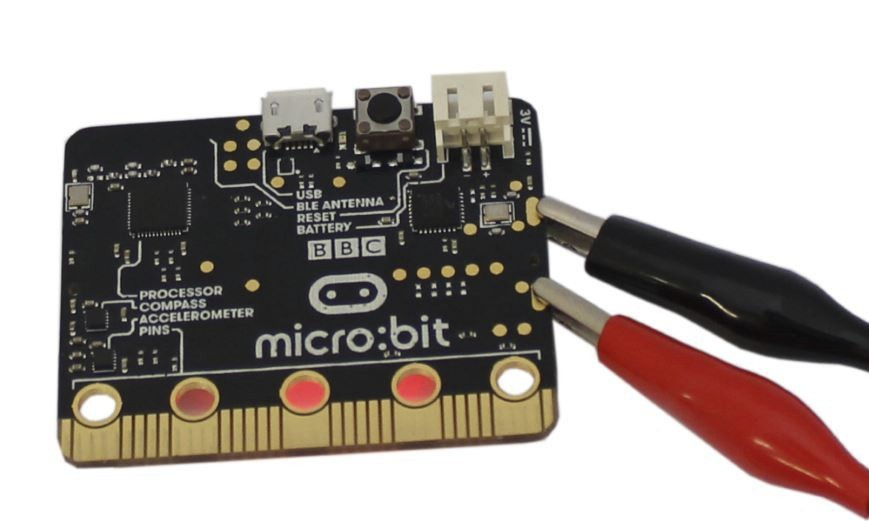 3V
USB
BLE ANTENNA
RESET
BATTERY
BBC
PROCESSOR
COMPASS
ACCELEROMETER
PINS
micro:bit